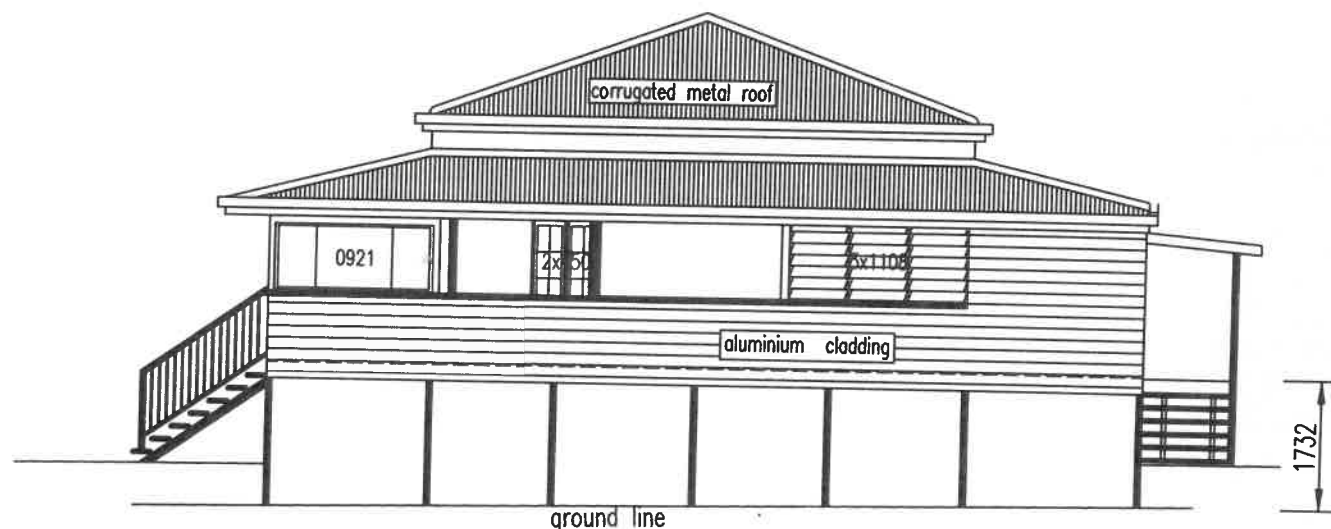 corrugated metal roof
0921
aluminium cladding
1732
ground line